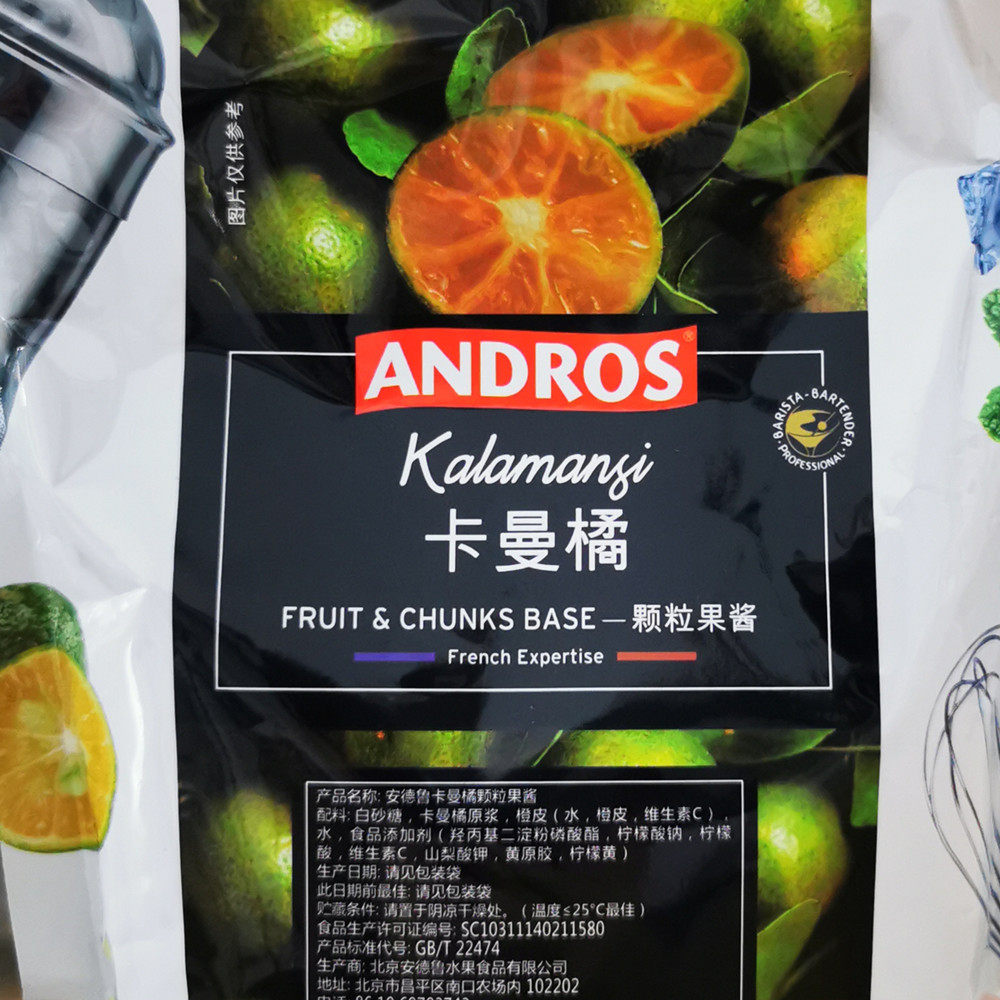 图片仅供参考
ANDROS®
BARISTA-BARTENDER
·PROFESSIONAL·
Kalamansi
卡曼橘
FRUIT & CHUNKS BASE — 颗粒果酱
French Expertise
产品名称: 安德鲁卡曼橘颗粒果酱
配料: 白砂糖，卡曼橘原浆，橙皮（水，橙皮，维生素C），
水，食品添加剂（羟丙基二淀粉磷酸酯，柠檬酸钠，柠檬
酸，维生素C，山梨酸钾，黄原胶，柠檬黄）
生产日期: 请见包装袋
此日期前最佳: 请见包装袋
贮藏条件: 请置于阴凉干燥处。（温度≤25°C最佳）
食品生产许可证编号: SC10311140211580
产品标准代号: GB/T 22474
生产商: 北京安德鲁水果食品有限公司
地址: 北京市昌平区南口农场内 102202